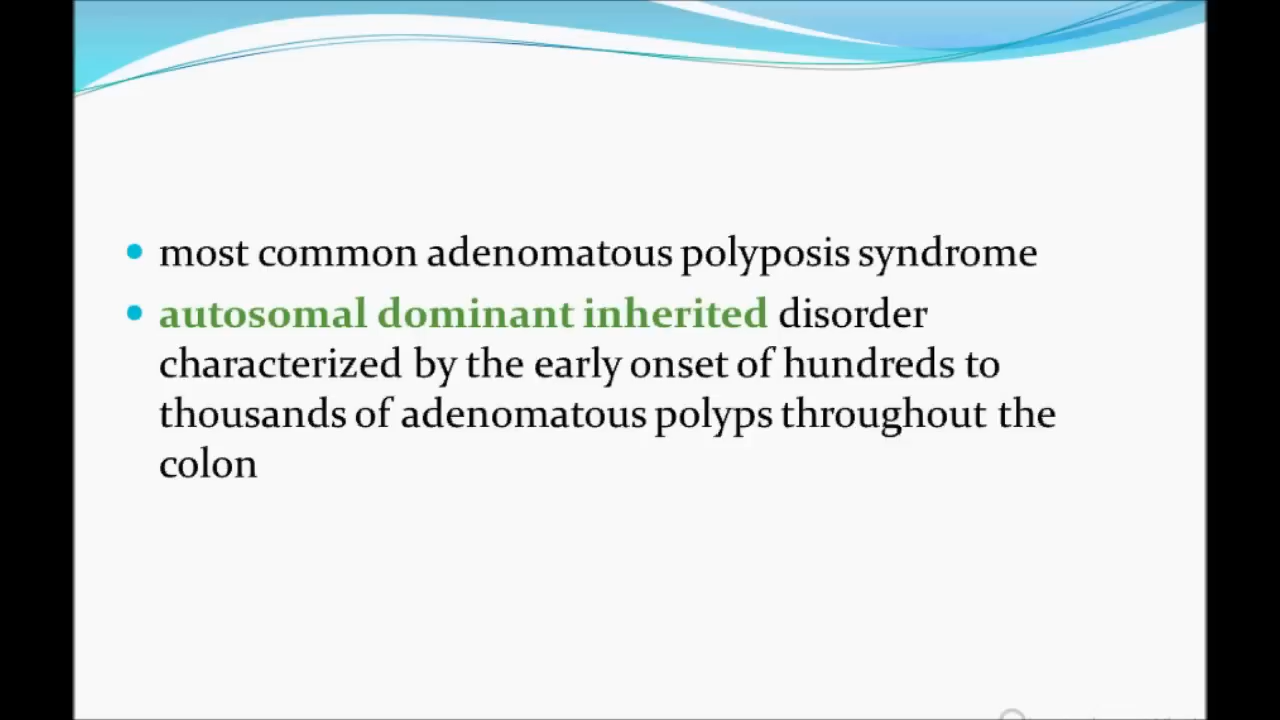 most common adenomatous polyposis syndrome
autosomal dominant inherited disorder
characterized by the early onset of hundreds to
thousands of adenomatous polyps throughout the
colon